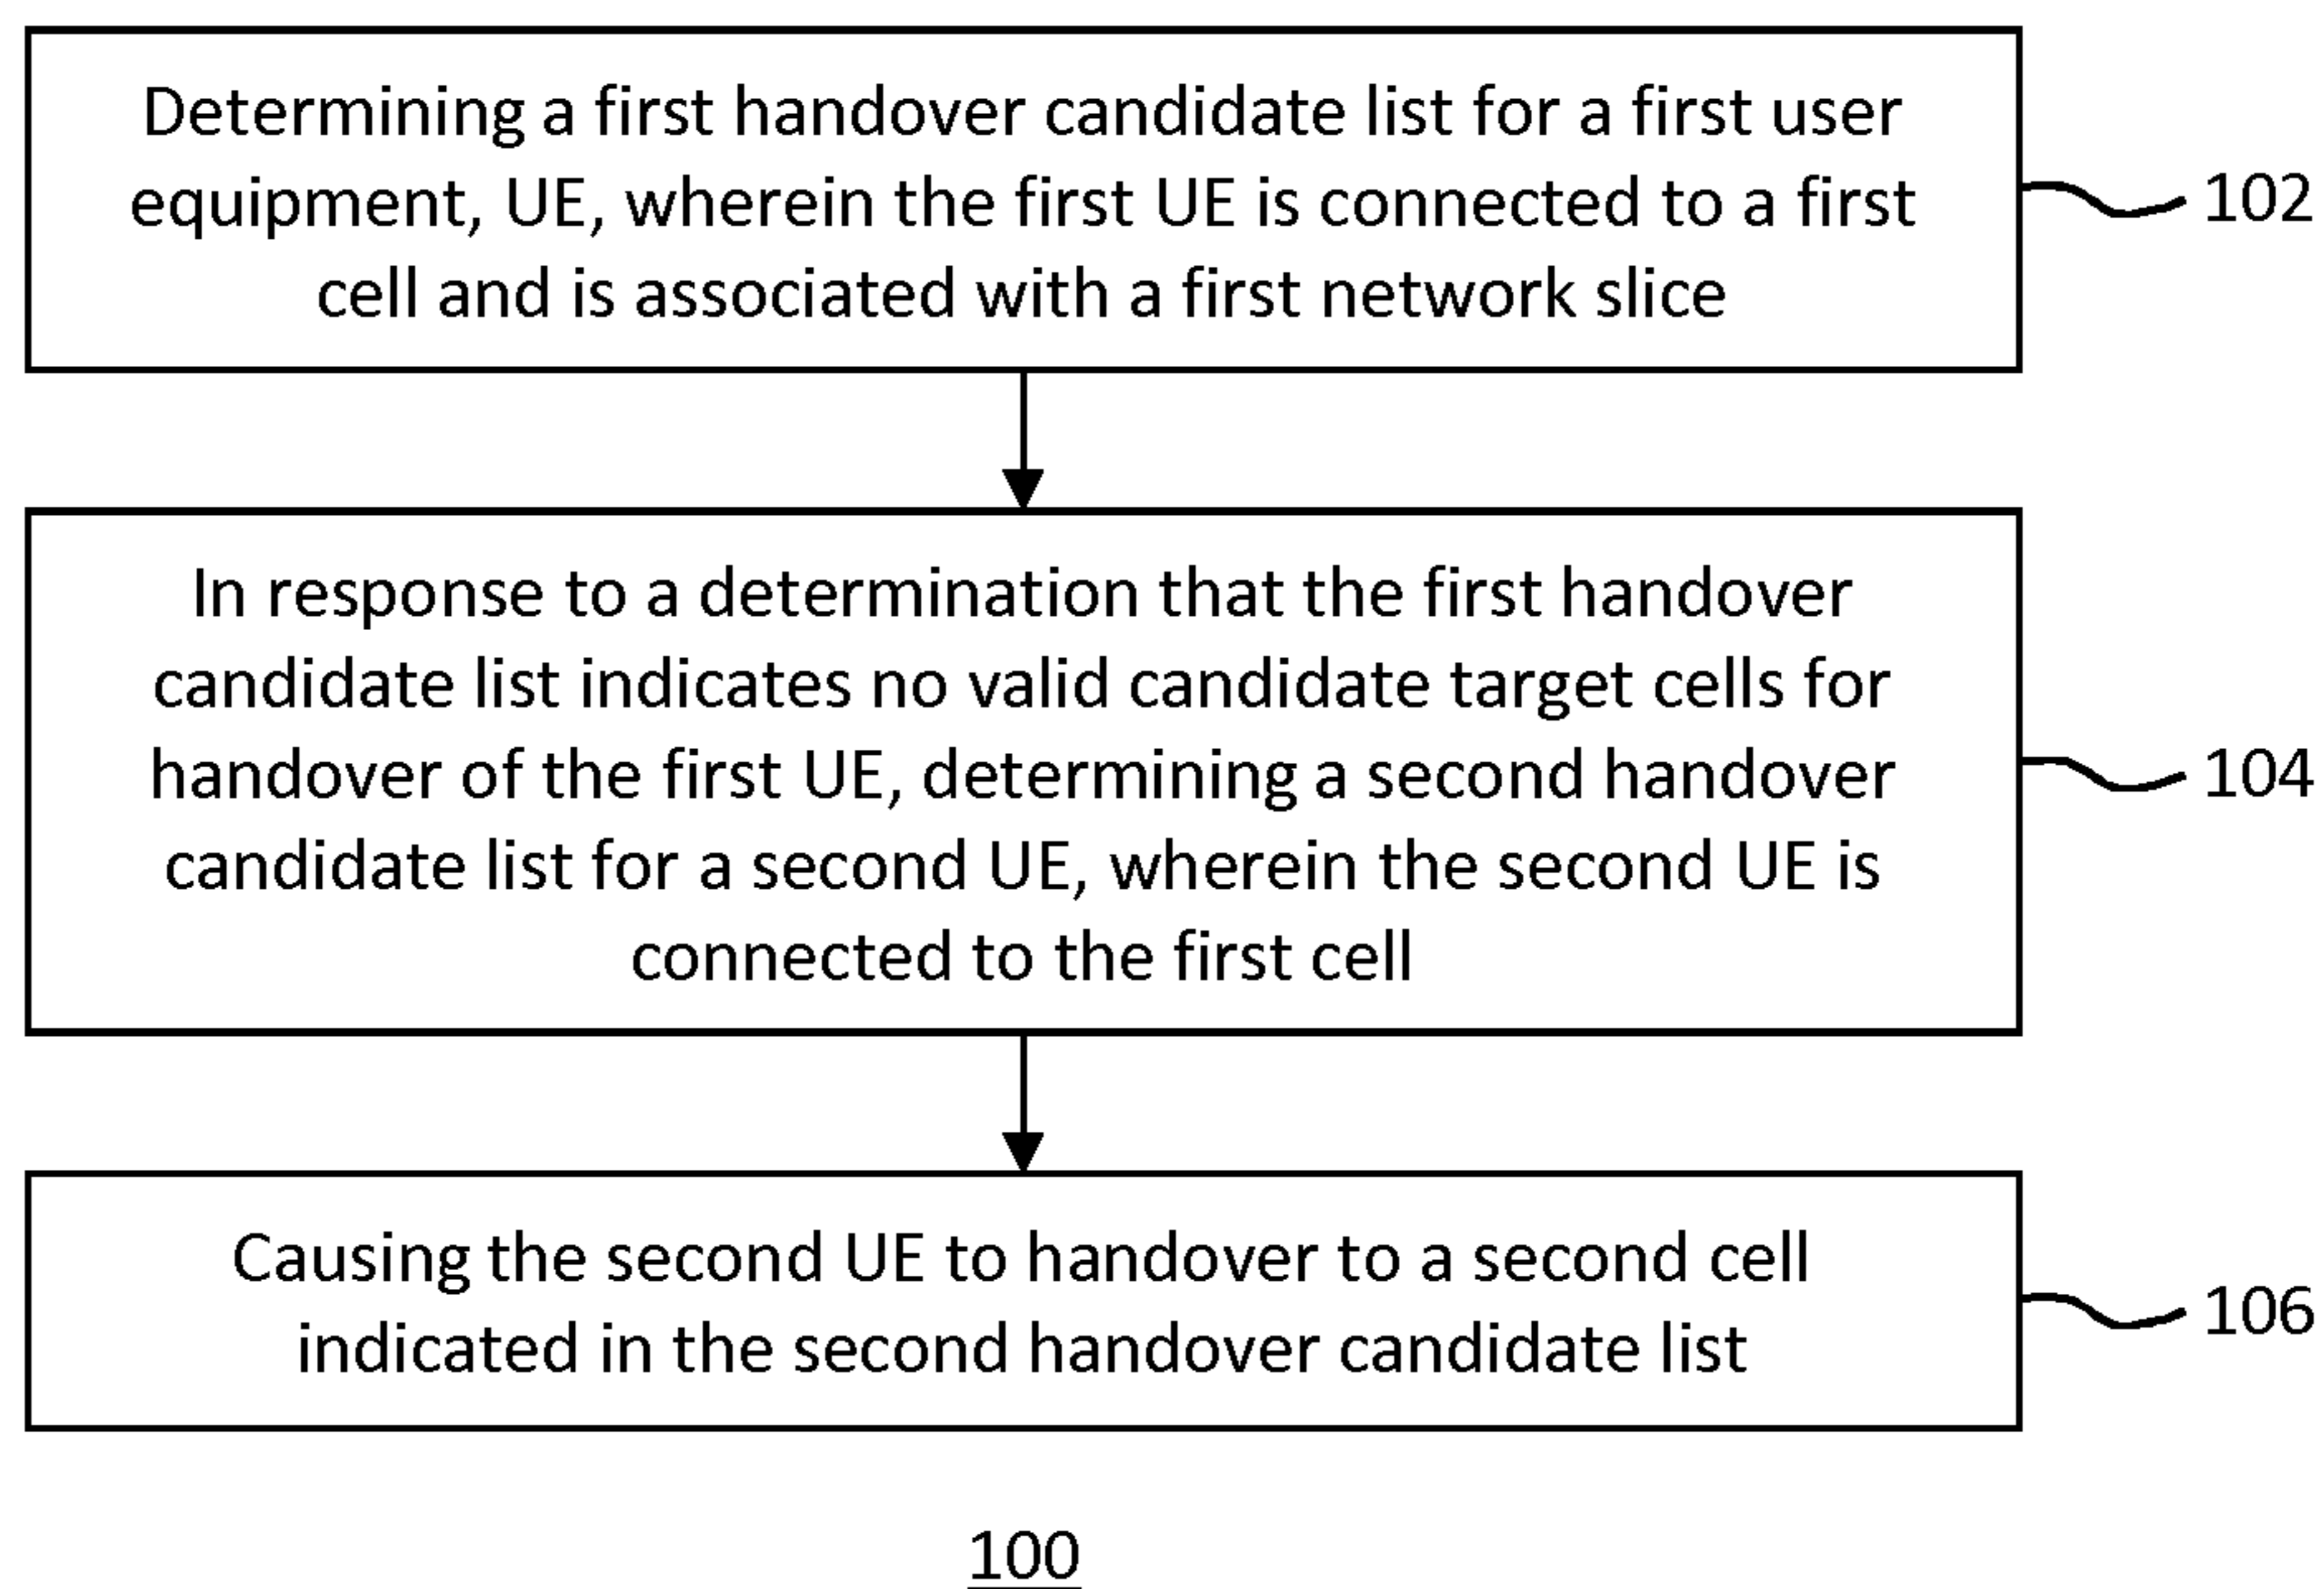 Determining a first handover candidate list for a first user
equipment, UE, wherein the first UE is connected to a first
cell and is associated with a first network slice
102
In response to a determination that the first handover
candidate list indicates no valid candidate target cells for
handover of the first UE, determining a second handover
candidate list for a second UE, wherein the second UE is
connected to the first cell
104
Causing the second UE to handover to a second cell
indicated in the second handover candidate list
106
100